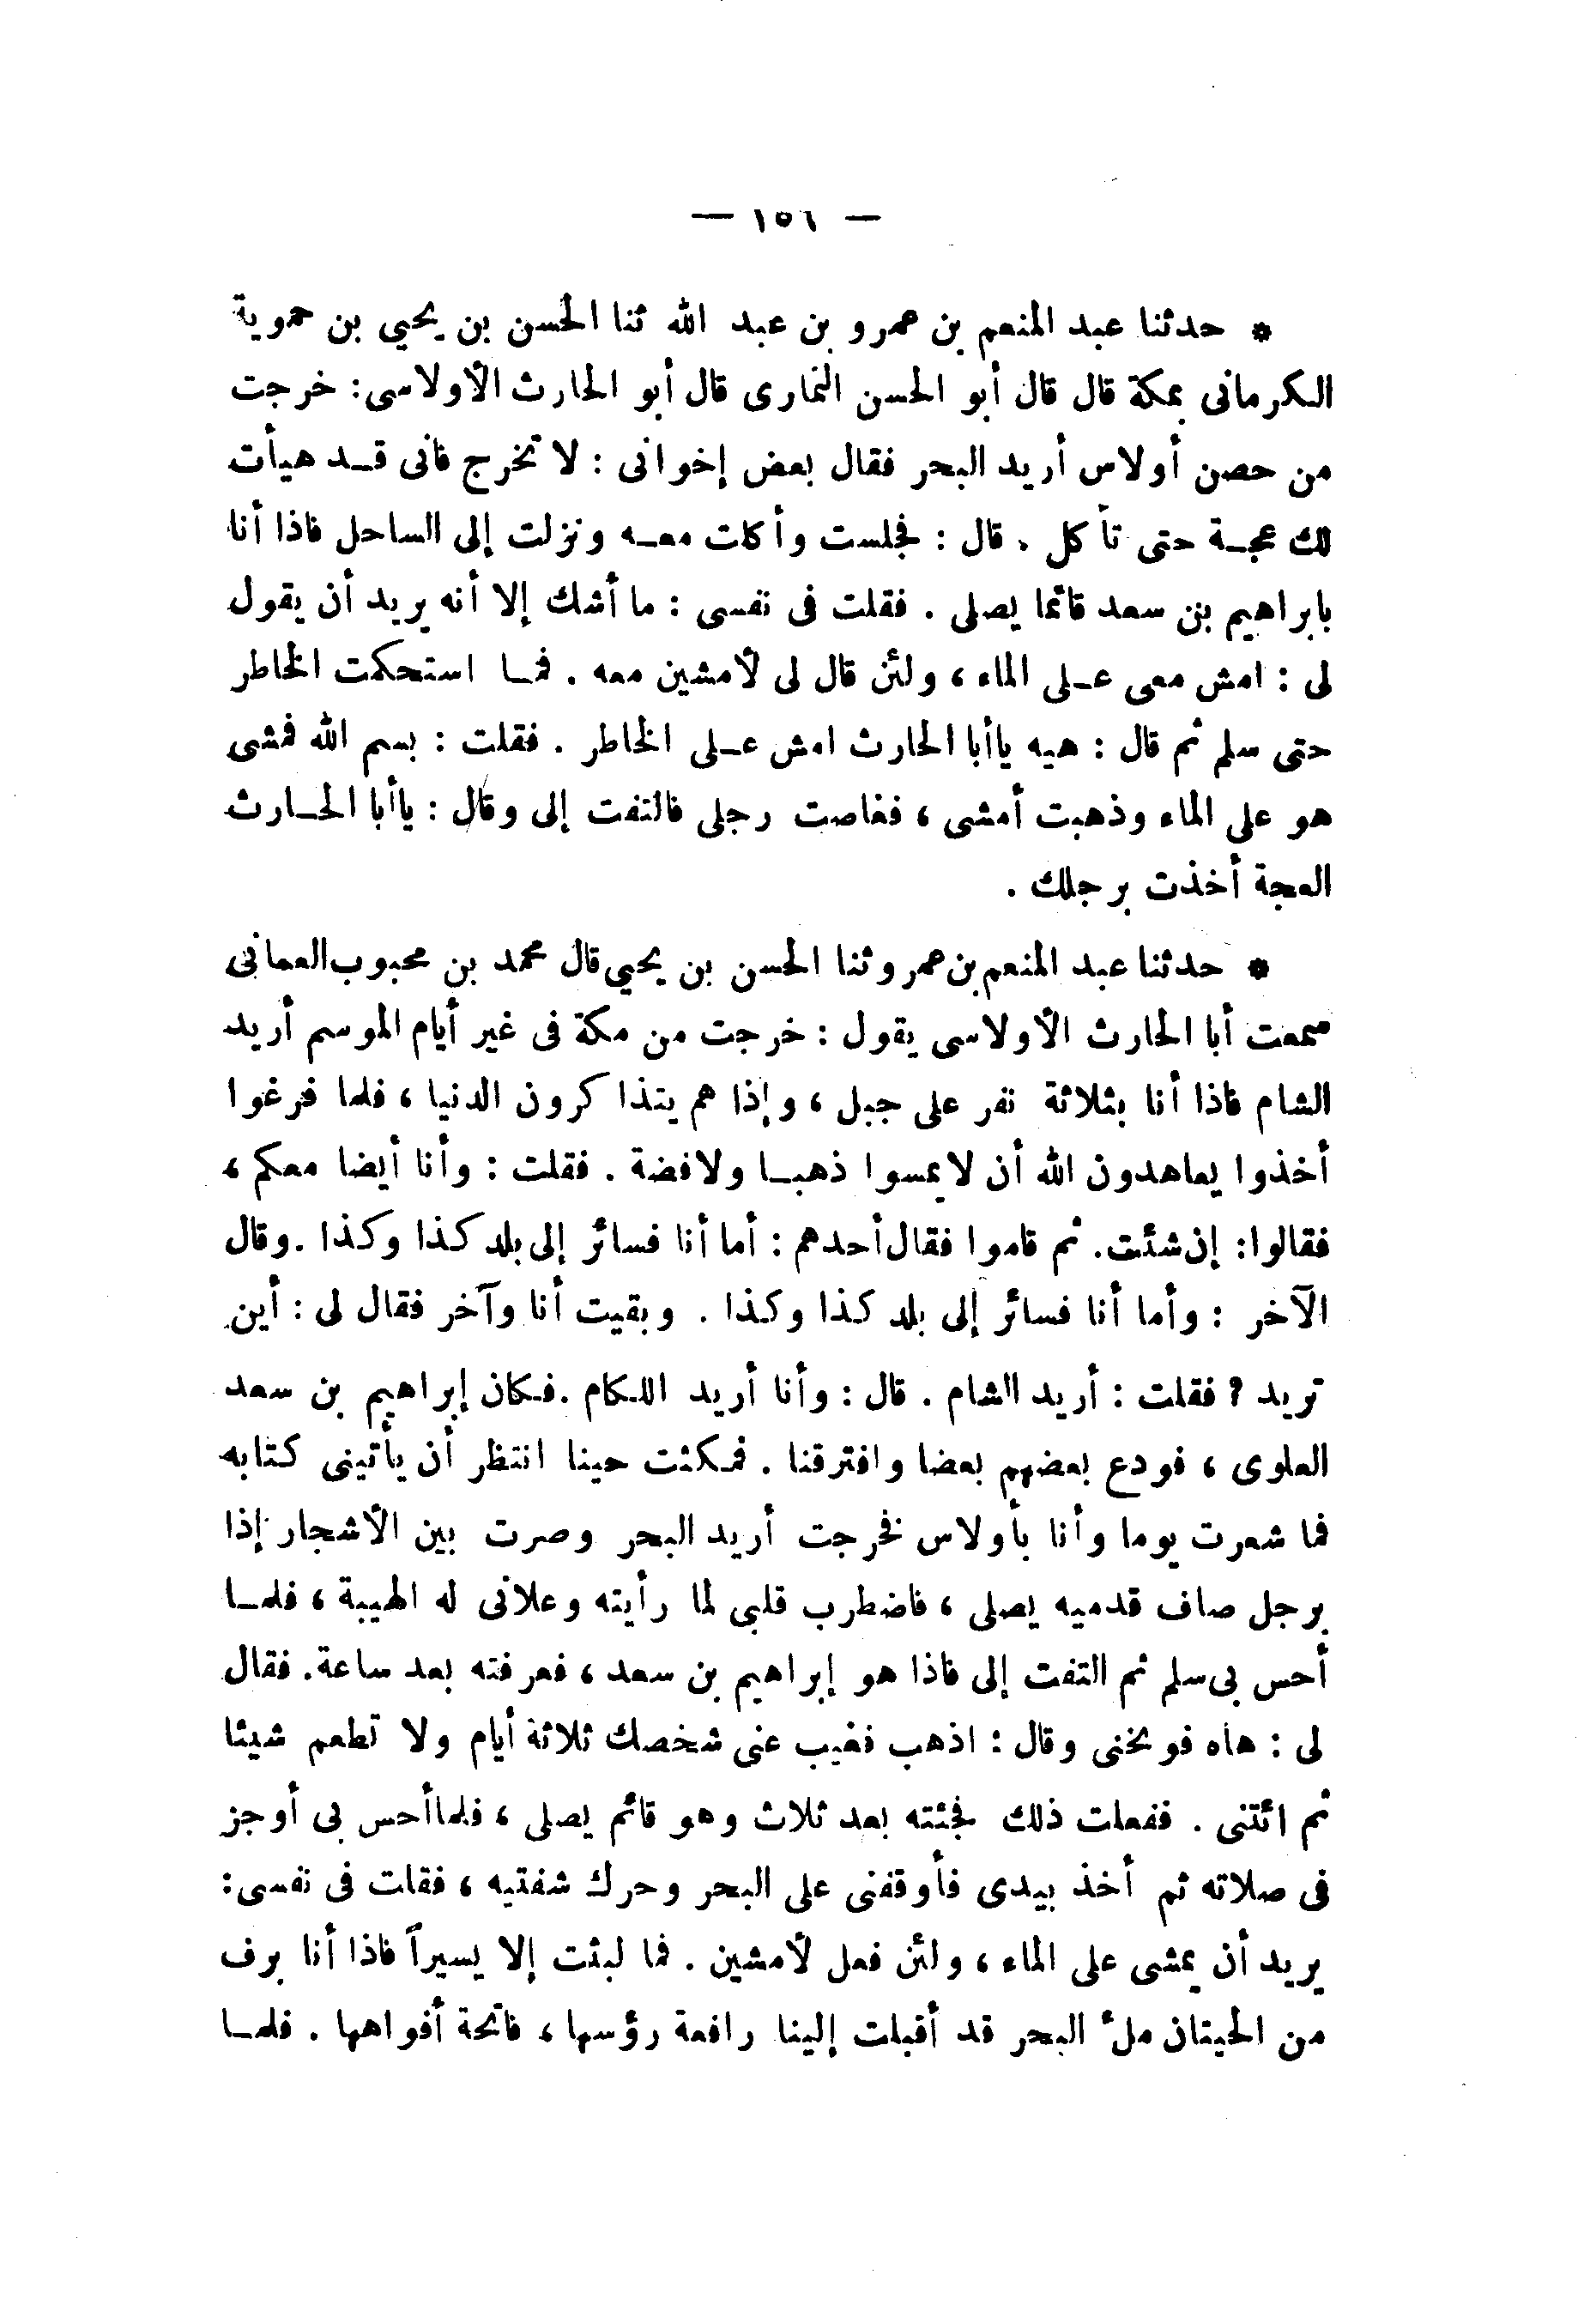 — ١٥٦ —
* حدثنا عبد المنعم بن عمرو بن عبد الله ثنا الحسن بن يحيي بن حموية
الكرمانى بمكة قال قال أبو الحسن النمارى قال أبو الحارث الأولاسى: خرجت
من حصن أولاس أريد البحر فقال بعض إخوانى : لا تخرج فانى قد هيأت
لك عجة حتى تأكل . قال : فجلست وأكلت معه ونزلت إلى الساحل فاذا أنا
بابراهيم بن سعد قائما يصلى . فقلت فى نفسى : ما أشك إلا أنه يريد أن يقول
لى : امش معى على الماء ، ولئن قال لى لأمشين معه . فما استحكمت الخاطر
حتى سلم ثم قال : هيه يا أبا الحارث امش على الخاطر . فقلت : بسم الله فمشى
هو على الماء وذهبت أمشى ، فغاصت رجلى فالتفت إلى وقال : يا أبا الحارث
العجة أخذت برجلك .
* حدثنا عبد المنعم بن عمرو ثنا الحسن بن يحيي قال محمد بن محبوب العمانى
سمعت أبا الحارث الأولاسى يقول : خرجت من مكة فى غير أيام الموسم أريد
الشام فاذا أنا بثلاثة نفر على جبل ، وإذا هم يتذاكرون الدنيا ، فلما فرغوا
أخذوا يعاهدون الله أن لا يمسوا ذهبا ولا فضة . فقلت : وأنا أيضا معكم ،
فقالوا: إن شئت. ثم قاموا فقال أحدهم : أما أنا فسائر إلى بلد كذا وكذا . وقال
الآخر : وأما أنا فسائر إلى بلد كذا وكذا . وبقيت أنا وآخر فقال لى : أين
تريد ؟ فقلت : أريد الشام . قال : وأنا أريد اللكام . فكان إبراهيم بن سعد
العلوى ، فودع بعضهم بعضا وافترقنا . فمكثت حينا انتظر أن يأتينى كتابه
فما شعرت يوما وأنا بأولاس فخرجت أريد البحر وصرت بين الأشجار إذا
برجل صاف قدميه يصلى ، فاضطرب قلبى لما رأيته وعلانى له الهيبة ، فلما
أحس بى سلم ثم التفت إلى فاذا هو إبراهيم بن سعد ، فعرفته بعد ساعة. فقال
لى : هاه فوبخنى وقال : اذهب فغيب عنى شخصك ثلاثة أيام ولا تطعم شيئا
ثم ائتنى . ففعلت ذلك فجئته بعد ثلاث وهو قائم يصلى ، فلما أحس بى أوجز
فى صلاته ثم أخذ بيدى فأوقفنى على البحر وحرك شفتيه ، فقلت فى نفسى :
يريد أن يمشى على الماء ، ولئن فعل لأمشين . فما لبثت إلا يسيراً فاذا أنا برف
من الحيتان ملء البحر قد أقبلت إلينا رافعة رؤسها ، فاتحة أفواهها . فلما